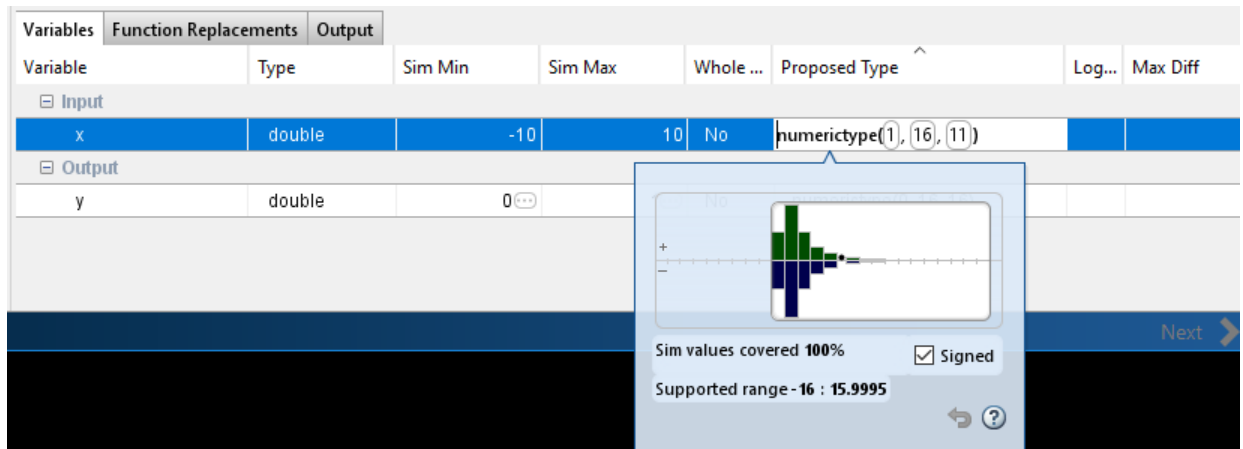 Variables Function Replacements Output
Variable Type Sim Min Sim Max Whole ... Proposed Type Log... Max Diff
Input
x double -10 10 No numerictype(1, 16, 11)
Output
y double 0 No
+
−
Sim values covered 100% Signed
Supported range -16 : 15.9995
Next